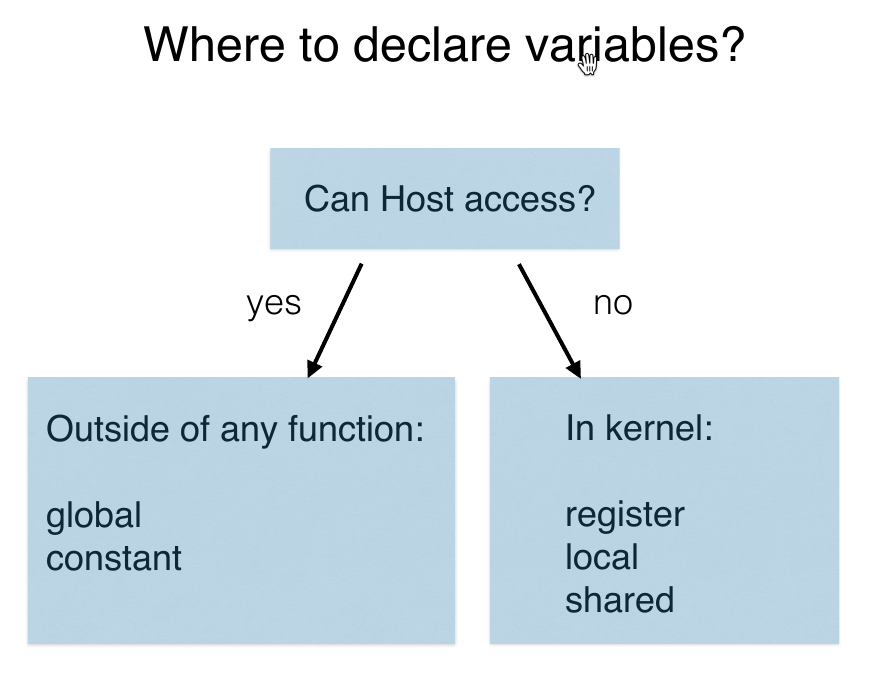 Where to declare variables?
Can Host access?
yes
no
Outside of any function:
global
constant
In kernel:
register
local
shared